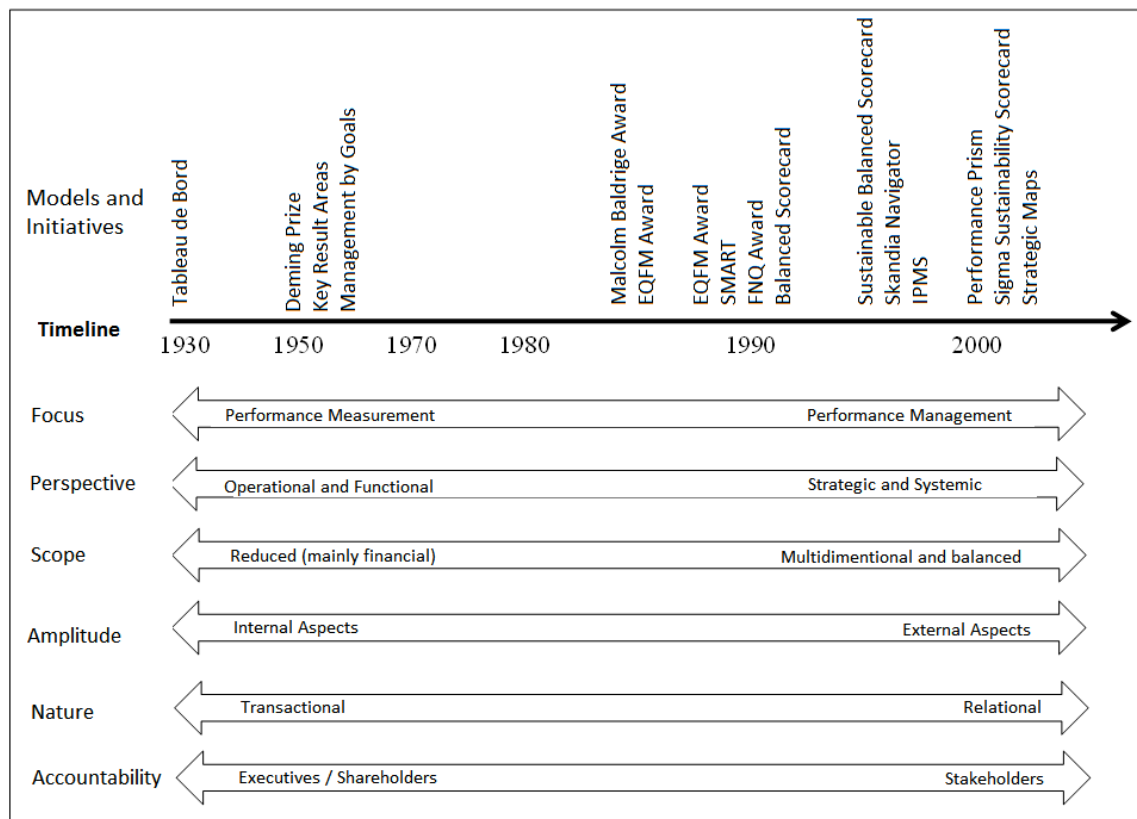 Models and
Initiatives
Tableau de Bord
Deming Prize
Key Result Areas
Management by Goals
Malcolm Baldrige Award
EQFM Award
EQFM Award
SMART
FNQ Award
Balanced Scorecard
Sustainable Balanced Scorecard
Skandia Navigator
IPMS
Performance Prism
Sigma Sustainability Scorecard
Strategic Maps
Timeline
1930 1950 1970 1980 1990 2000
Focus Performance Measurement Performance Management
Perspective Operational and Functional Strategic and Systemic
Scope Reduced (mainly financial) Multidimentional and balanced
Amplitude Internal Aspects External Aspects
Nature Transactional Relational
Accountability Executives / Shareholders Stakeholders